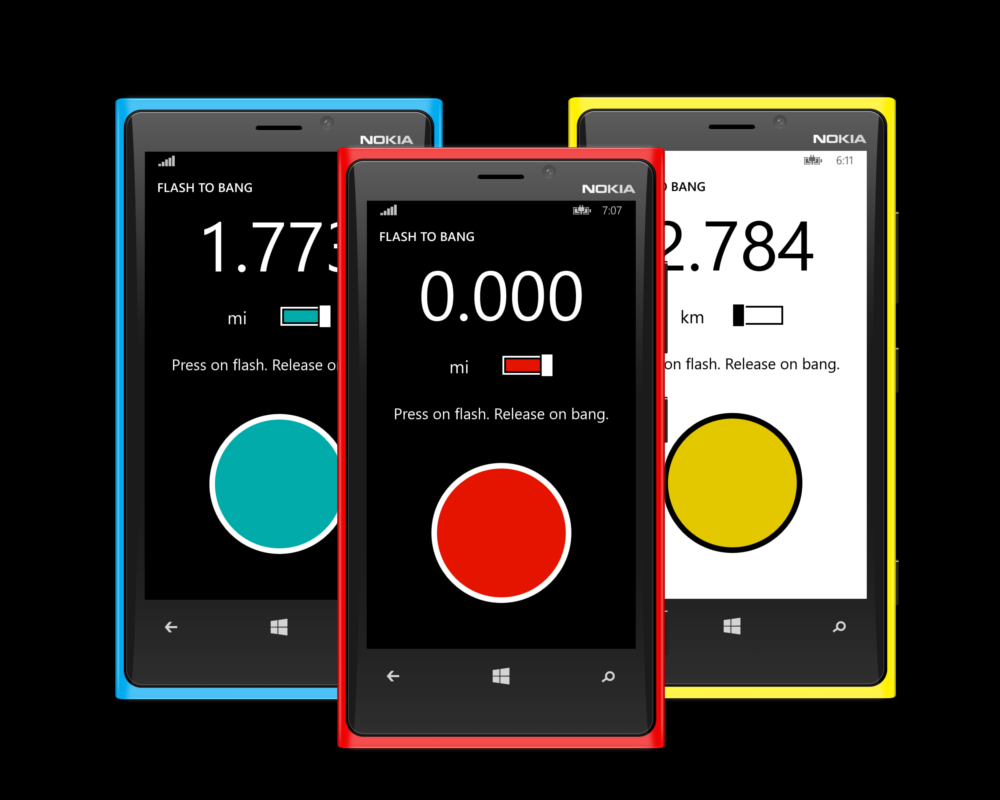 NOKIA
FLASH TO BANG
1.773
mi
Press on flash. Release o
NOKIA
7:07
FLASH TO BANG
0.000
mi
Press on flash. Release on bang.
NOKIA
6:11
BANG
2.784
km
on flash. Release on bang.